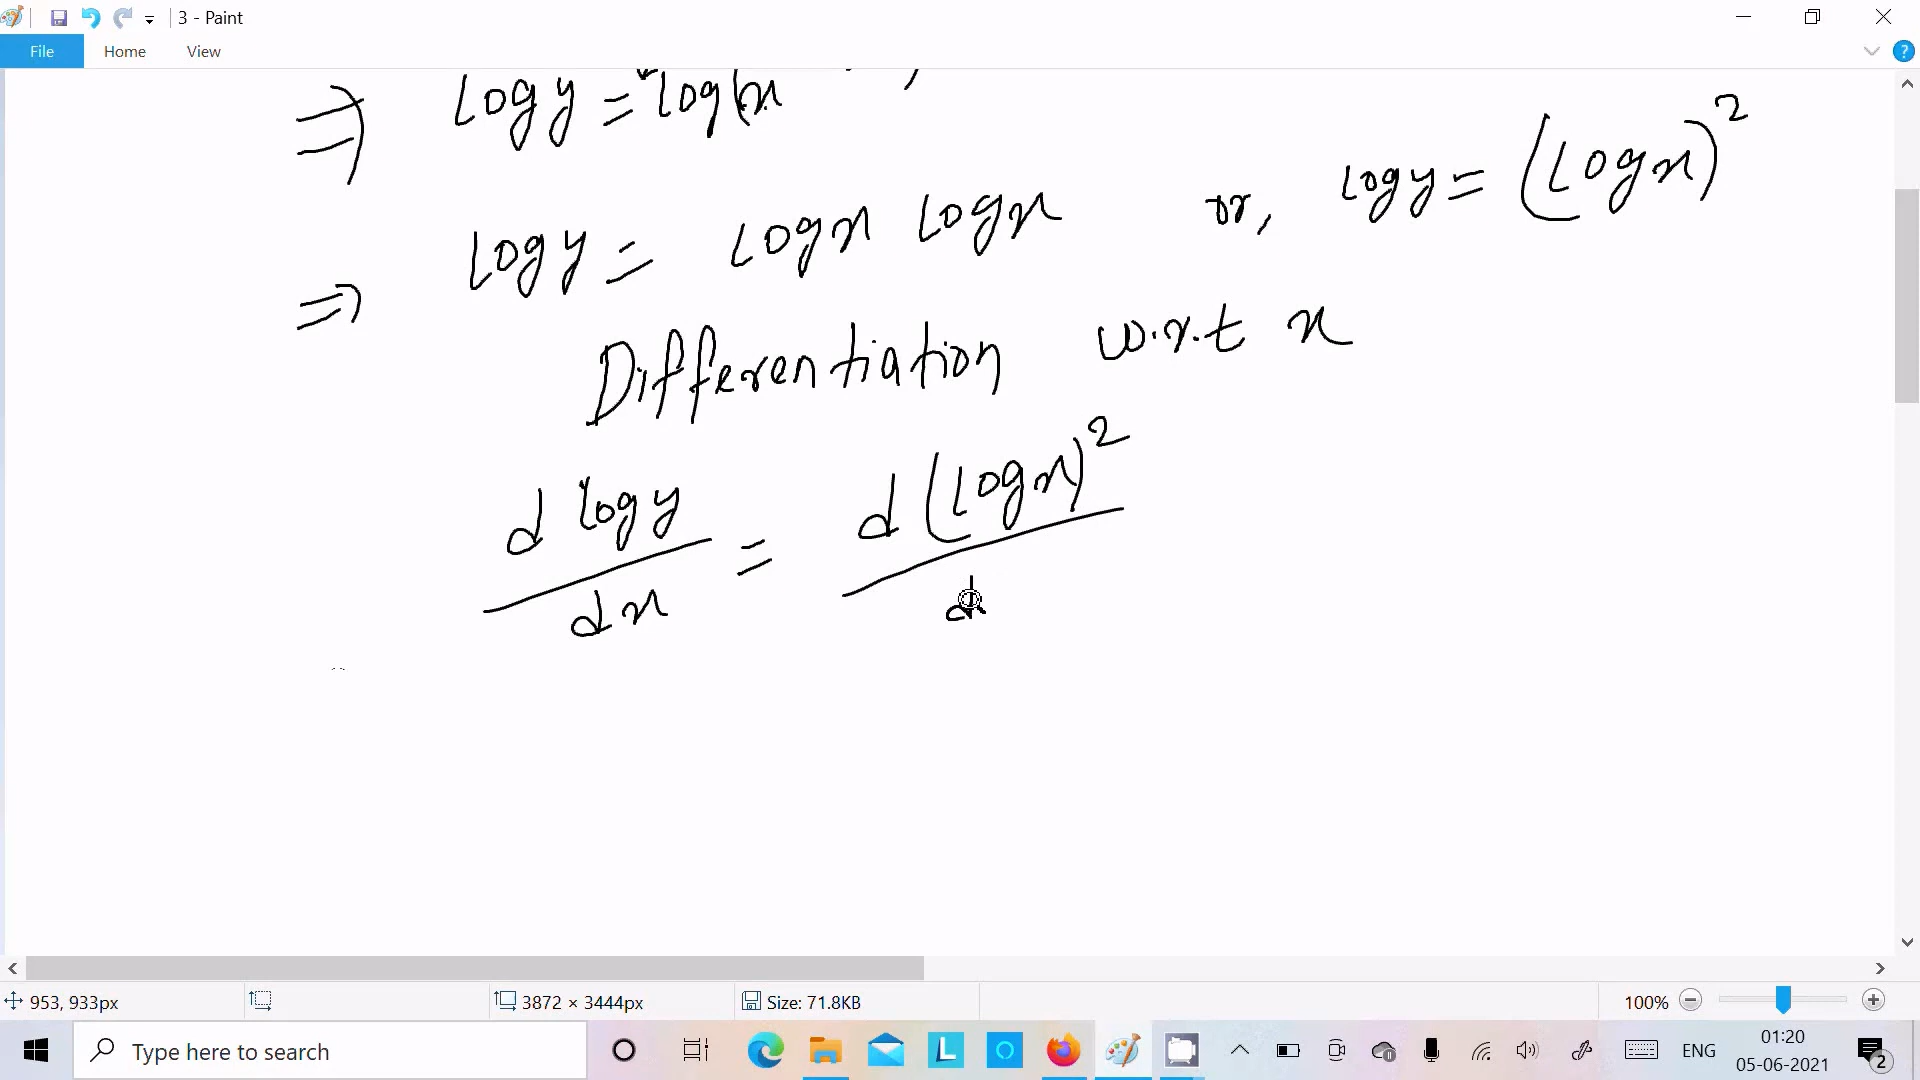 3 - Paint
File Home View
⇒ log y = log(x
⇒ log y = log x log x or, log y = (log x)²
Differentiation w.r.t x
d log y / dx = d (log x)² / d
953, 933px 3872 × 3444px Size: 71.8KB 100%
Type here to search L ENG 01:20
05-06-2021 2